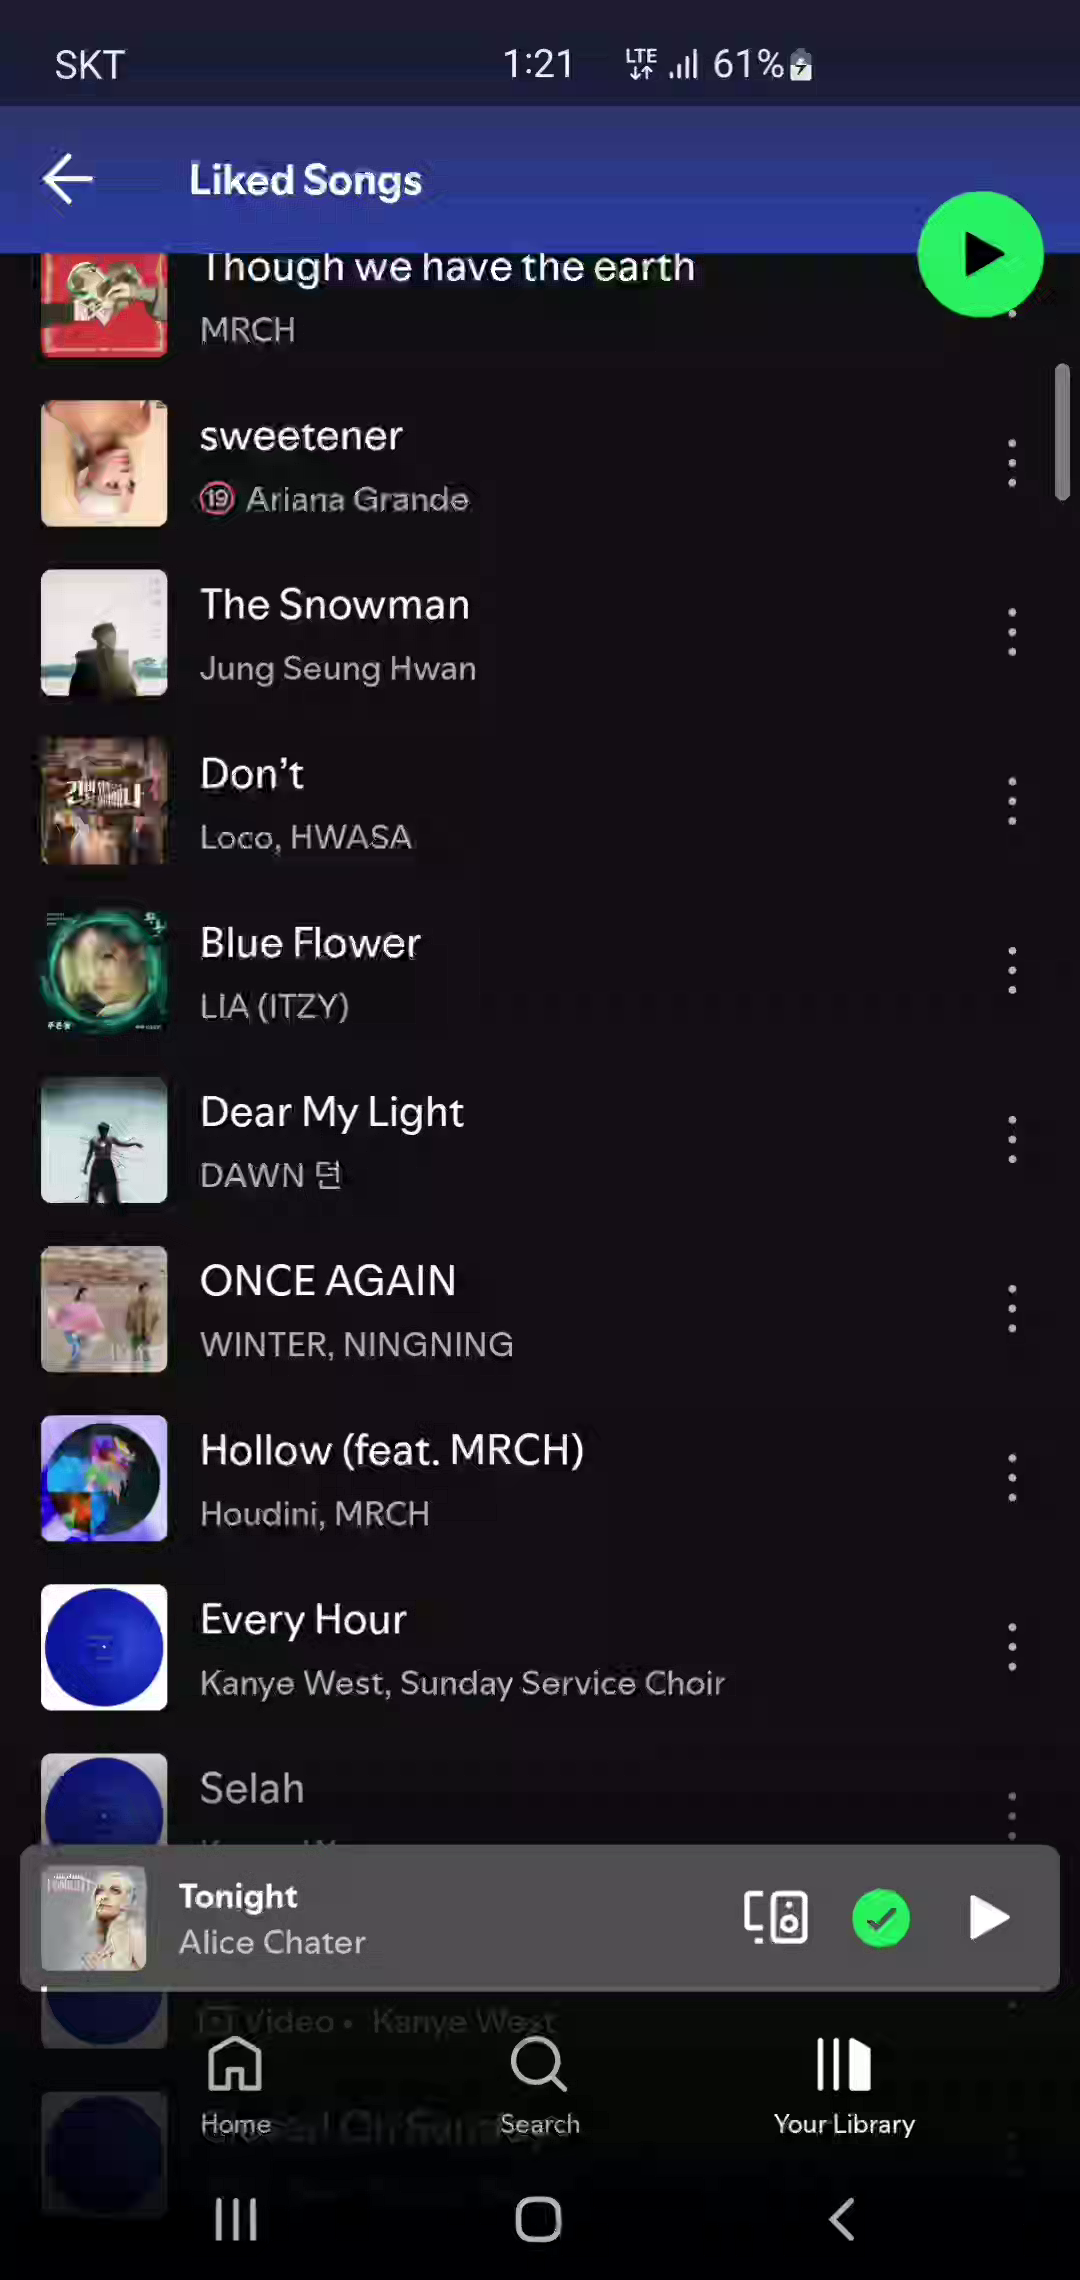 SKT
1:21
LTE
61%
Liked Songs
Though we have the earth
MRCH
sweetener
19 Ariana Grande
The Snowman
Jung Seung Hwan
Don't
Loco, HWASA
Blue Flower
LIA (ITZY)
Dear My Light
DAWN 던
ONCE AGAIN
WINTER, NINGNING
Hollow (feat. MRCH)
Houdini, MRCH
Every Hour
Kanye West, Sunday Service Choir
Selah
Tonight
Alice Chater
Video • Kanye West
Home
Search
Your Library